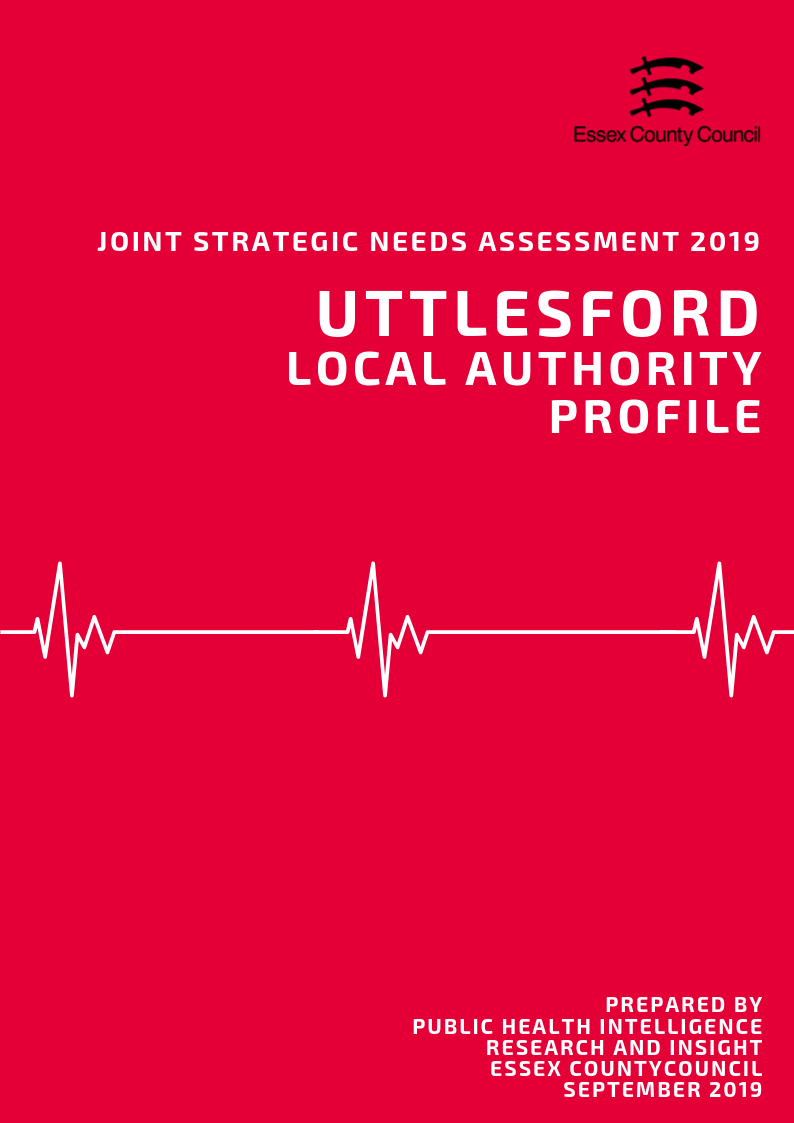 Essex County Council
JOINT STRATEGIC NEEDS ASSESSMENT 2019
UTTLESFORD
LOCAL AUTHORITY
PROFILE
PREPARED BY
PUBLIC HEALTH INTELLIGENCE
RESEARCH AND INSIGHT
ESSEX COUNTYCOUNCIL
SEPTEMBER 2019